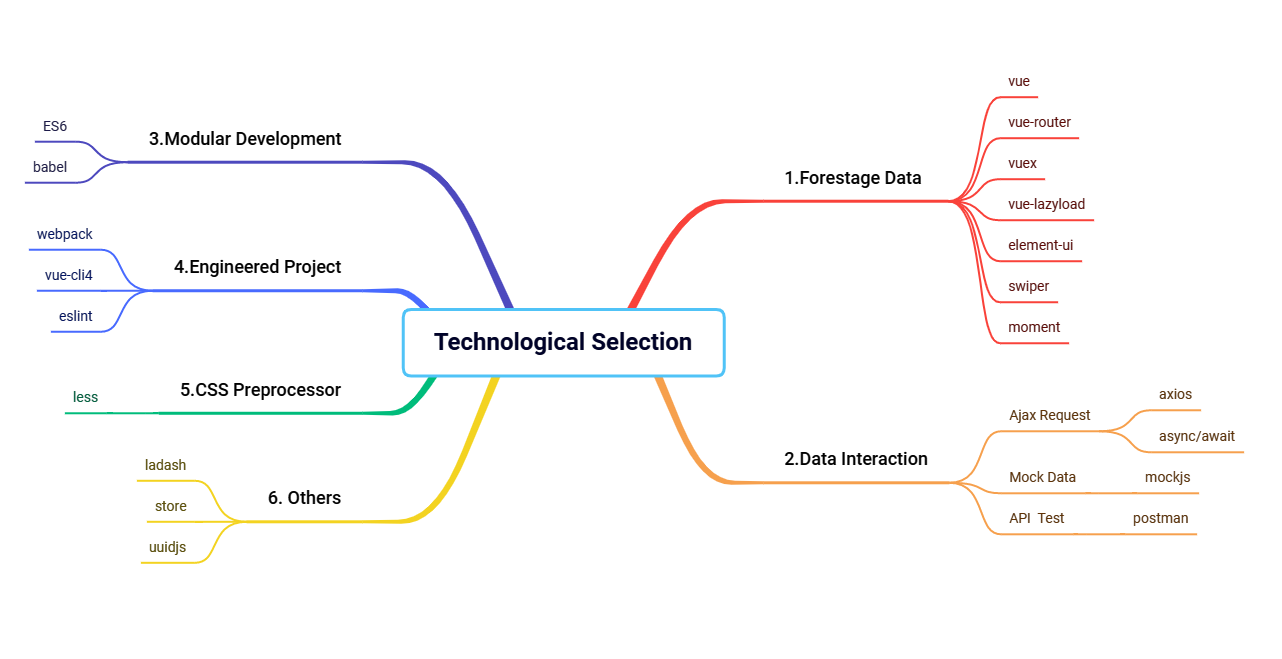 Technological Selection
1.Forestage Data
vue
vue-router
vuex
vue-lazyload
element-ui
swiper
moment
2.Data Interaction
Ajax Request
axios
async/await
Mock Data
mockjs
API  Test
postman
3.Modular Development
ES6
babel
4.Engineered Project
webpack
vue-cli4
eslint
5.CSS Preprocessor
less
6. Others
ladash
store
uuidjs